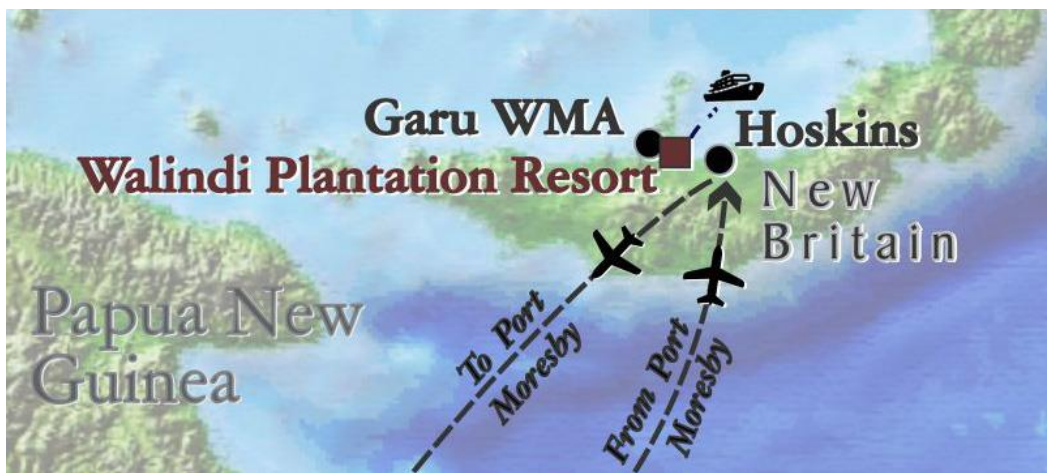 Garu WMA
Hoskins
Walindi Plantation Resort
New
Britain
Papua New
Guinea
To Port
Moresby
From Port
Moresby